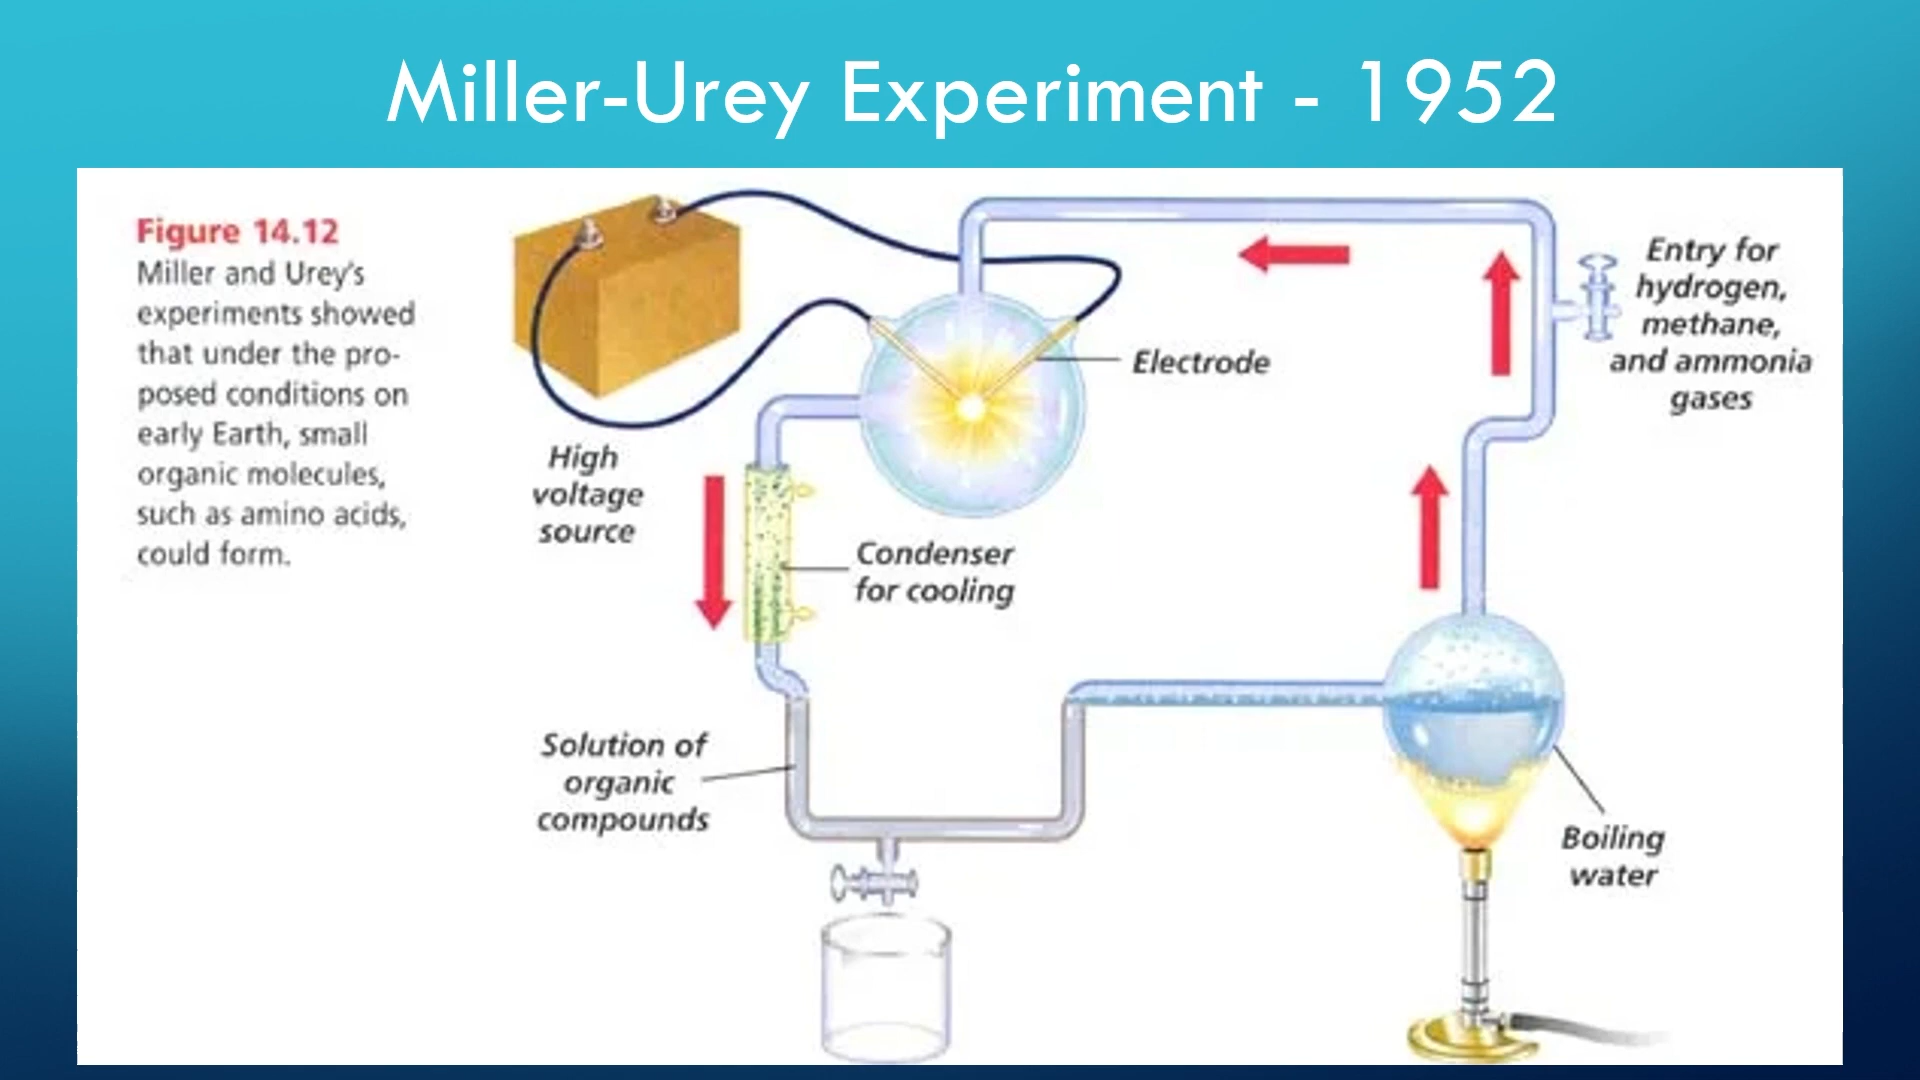 Miller-Urey Experiment - 1952
Figure 14.12
Miller and Urey's
experiments showed
that under the pro-
posed conditions on
early Earth, small
organic molecules,
such as amino acids,
could form.
High
voltage
source
Electrode
Entry for
hydrogen,
methane,
and ammonia
gases
Condenser
for cooling
Solution of
organic
compounds
Boiling
water